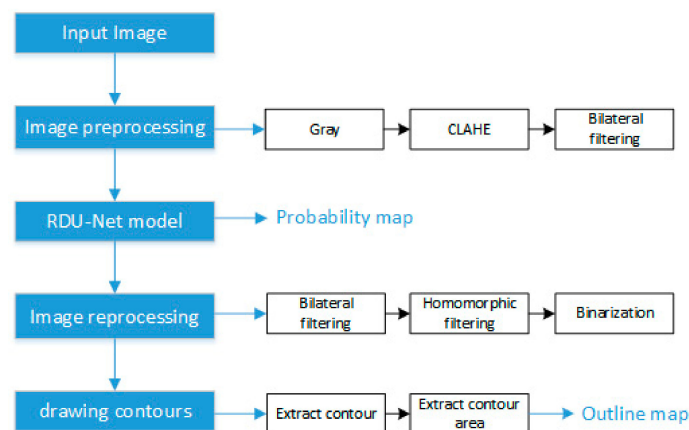 Input Image
Image preprocessing
Gray
CLAHE
Bilateral
filtering
RDU-Net model
Probability map
Image reprocessing
Bilateral
filtering
Homomorphic
filtering
Binarization
drawing contours
Extract contour
Extract contour
area
Outline map